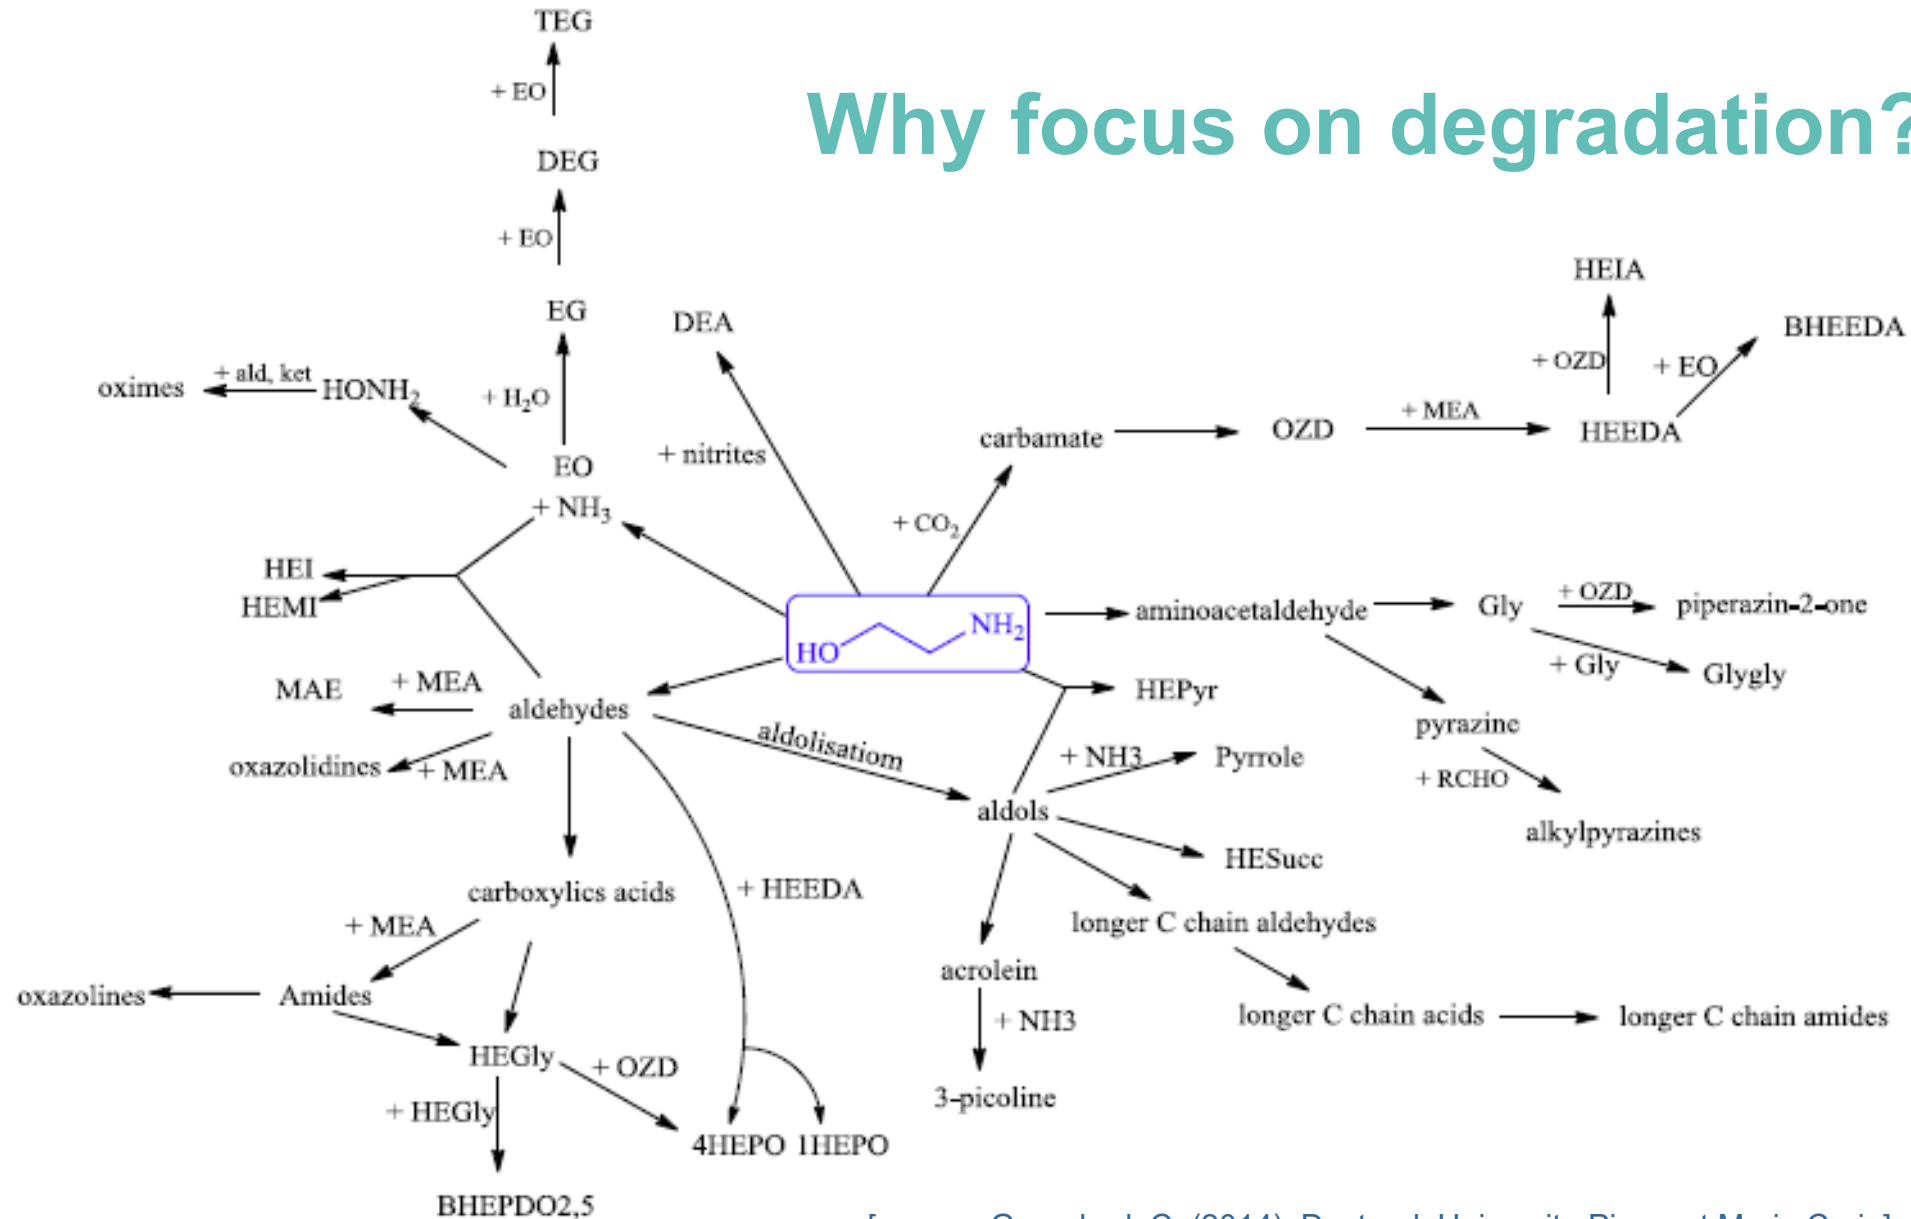 TEG
+ EO
Why focus on degradation?
DEG
+ EO
HEIA
EG
DEA
BHEEDA
+ OZD
+ EO
oximes
+ ald, ket
HONH2
+ H2O
+ MEA
carbamate
OZD
HEEDA
+ nitrites
EO
+ NH3
+ CO2
HEI
HEMI
HO
NH2
aminoacetaldehyde
Gly
+ OZD
piperazin-2-one
+ Gly
Glygly
MAE
+ MEA
aldehydes
HEPyr
pyrazine
aldolisatiom
+ NH3
Pyrrole
oxazolidines
+ MEA
+ RCHO
aldols
alkylpyrazines
HESucc
carboxylics acids
+ HEEDA
+ MEA
longer C chain aldehydes
acrolein
oxazolines
Amides
+ NH3
longer C chain acids
longer C chain amides
HEGly
+ OZD
3-picoline
+ HEGly
4HEPO
1HEPO
BHEPDO2,5
(2014)